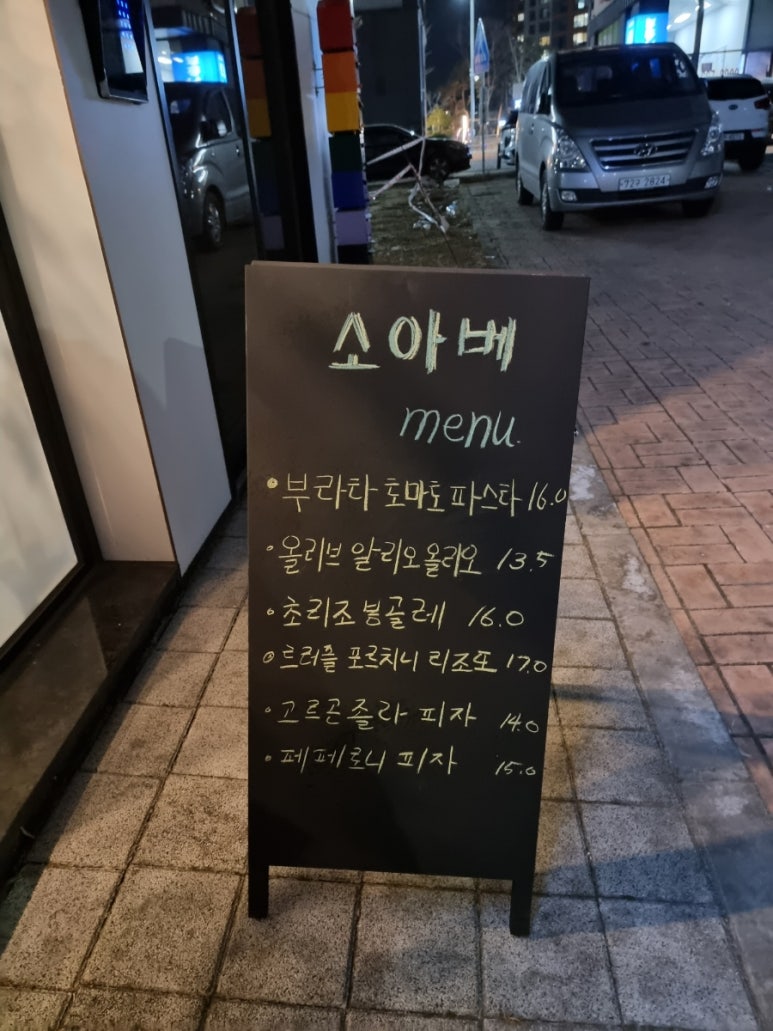 소아베
menu.
• 부라타 토마토 파스타 16.0
• 올리브 알리오올리오 13.5
• 초리조 봉골레 16.0
• 트러플 포르치니 리조또 17.0
• 고르곤졸라 피자 14.0
• 페페로니 피자 15.0